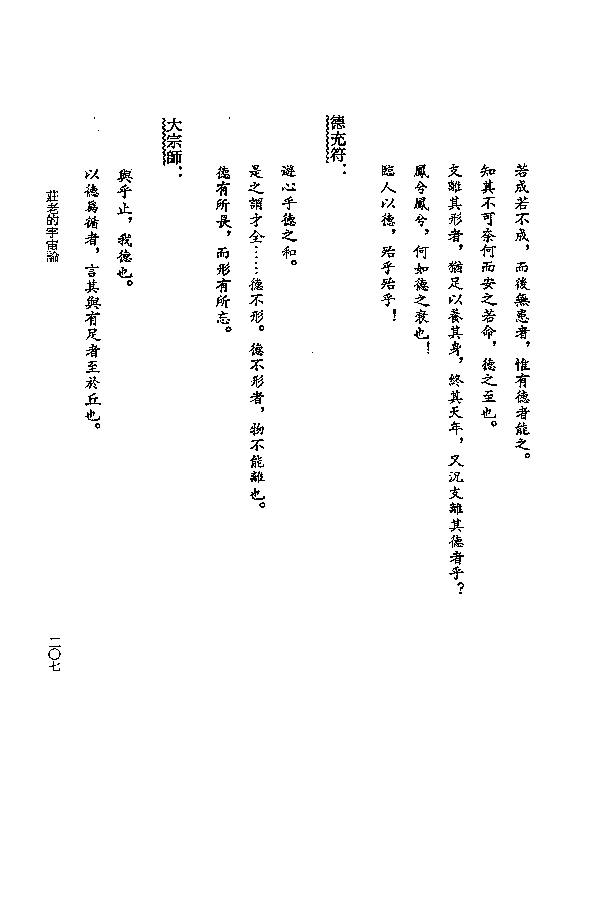 若成若不成，而後無患者，惟有德者能之。
知其不可奈何而安之若命，德之至也。
支離其形者，猶足以養其身，終其天年，又況支離其德者乎？
鳳兮鳳兮，何如德之衰也！
臨人以德，殆乎殆乎！
德充符：
遊心乎德之和。
是之謂才全……德不形。德不形者，物不能離也。
德有所長，而形有所忘。
大宗師：
與乎止，我德也。
以德為循者，言其與有足者至於丘也。
莊老的宇宙論
二〇七